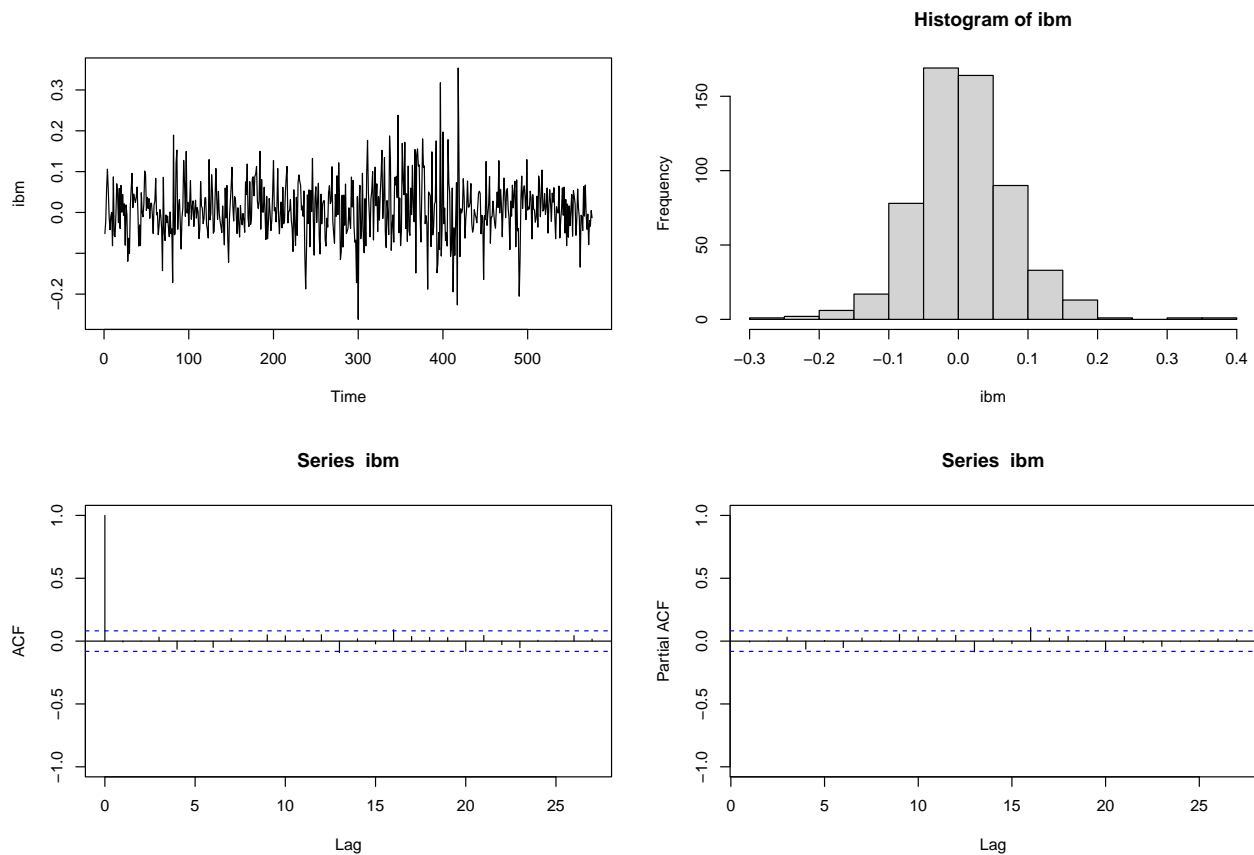 ibm
0.3
0.2
0.1
0.0
−0.2
0 100 200 300 400 500
Time
Histogram of ibm
Frequency
150
100
50
0
−0.3 −0.2 −0.1 0.0 0.1 0.2 0.3 0.4
ibm
Series ibm
ACF
1.0
0.5
0.0
−0.5
−1.0
0 5 10 15 20 25
Lag
Series ibm
Partial ACF
1.0
0.5
0.0
−0.5
−1.0
0 5 10 15 20 25
Lag